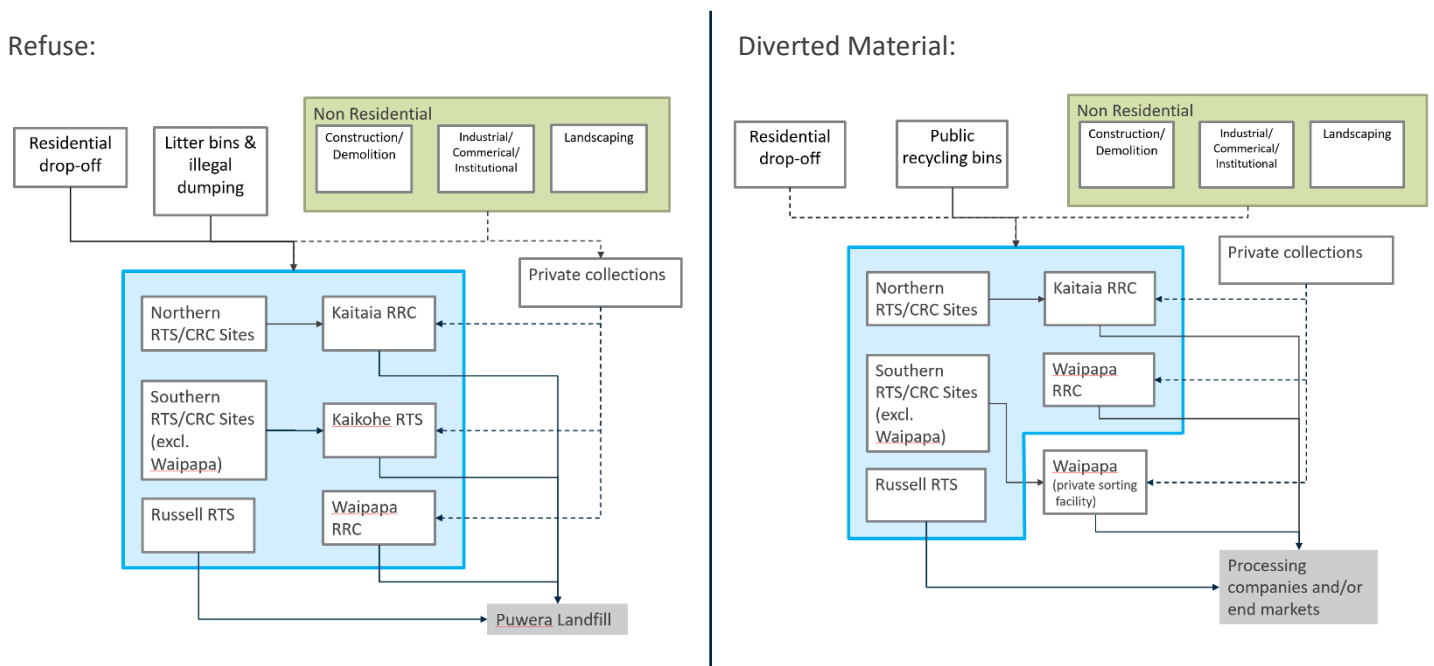 Refuse:
Residential
drop-off
Litter bins &
illegal
dumping
Non Residential
Construction/
Demolition
Industrial/
Commerical/
Institutional
Landscaping
Private collections
Northern
RTS/CRC Sites
Kaitaia RRC
Southern
RTS/CRC Sites
(excl.
Waipapa)
Kaikohe RTS
Russell RTS
Waipapa
RRC
Puwera Landfill
Diverted Material:
Residential
drop-off
Public
recycling bins
Non Residential
Construction/
Demolition
Industrial/
Commerical/
Institutional
Landscaping
Private collections
Northern
RTS/CRC Sites
Kaitaia RRC
Southern
RTS/CRC Sites
(excl.
Waipapa)
Waipapa
RRC
Russell RTS
Waipapa
(private sorting
facility)
Processing
companies and/or
end markets